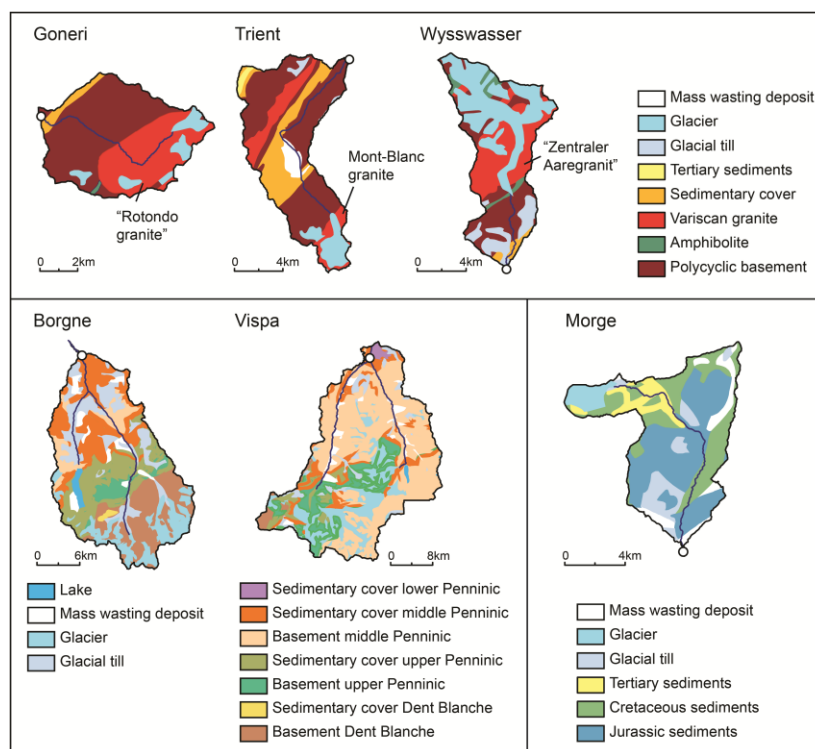 Goneri
Trient
Wysswasser
"Rotondo
granite"
0 2km
Mont-Blanc
granite
0 4km
"Zentraler
Aaregranit"
0 4km
Mass wasting deposit
Glacier
Glacial till
Tertiary sediments
Sedimentary cover
Variscan granite
Amphibolite
Polycyclic basement
Borgne
Vispa
Morge
0 6km
0 8km
0 4km
Lake
Mass wasting deposit
Glacier
Glacial till
Sedimentary cover lower Penninic
Sedimentary cover middle Penninic
Basement middle Penninic
Sedimentary cover upper Penninic
Basement upper Penninic
Sedimentary cover Dent Blanche
Basement Dent Blanche
Mass wasting deposit
Glacier
Glacial till
Tertiary sediments
Cretaceous sediments
Jurassic sediments